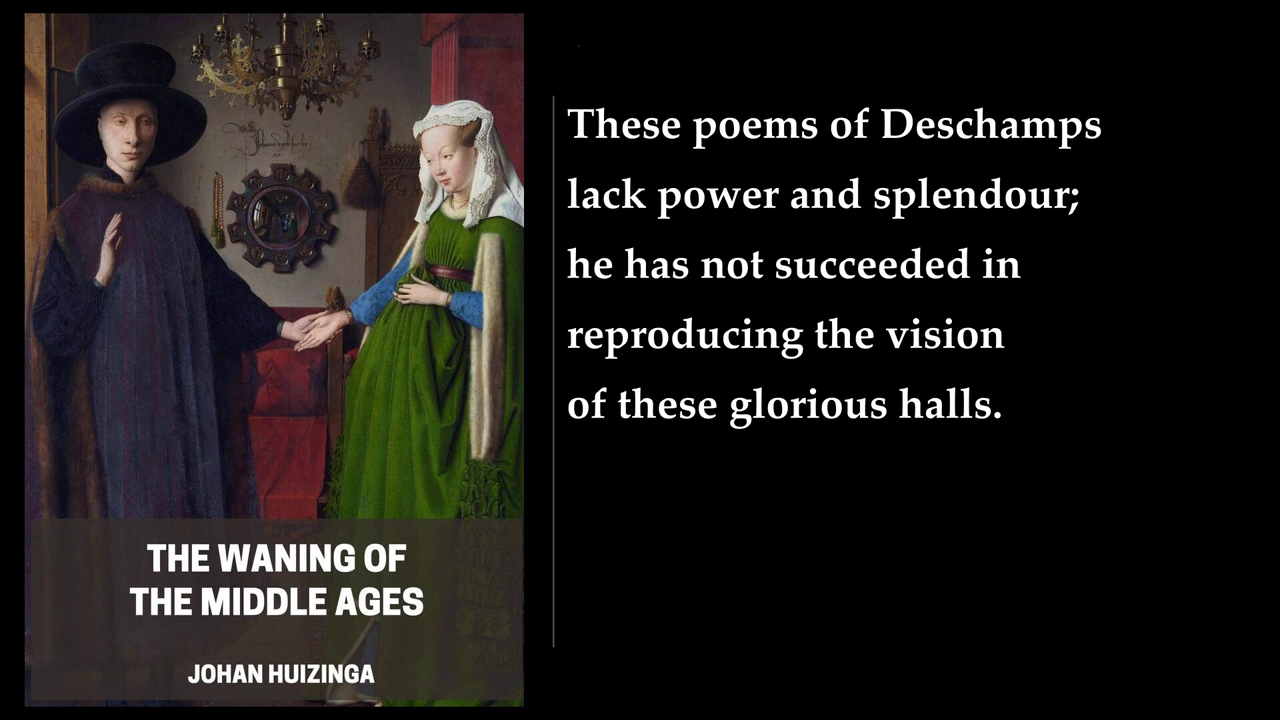 THE WANING OF
THE MIDDLE AGES
JOHAN HUIZINGA
These poems of Deschamps
lack power and splendour;
he has not succeeded in
reproducing the vision
of these glorious halls.